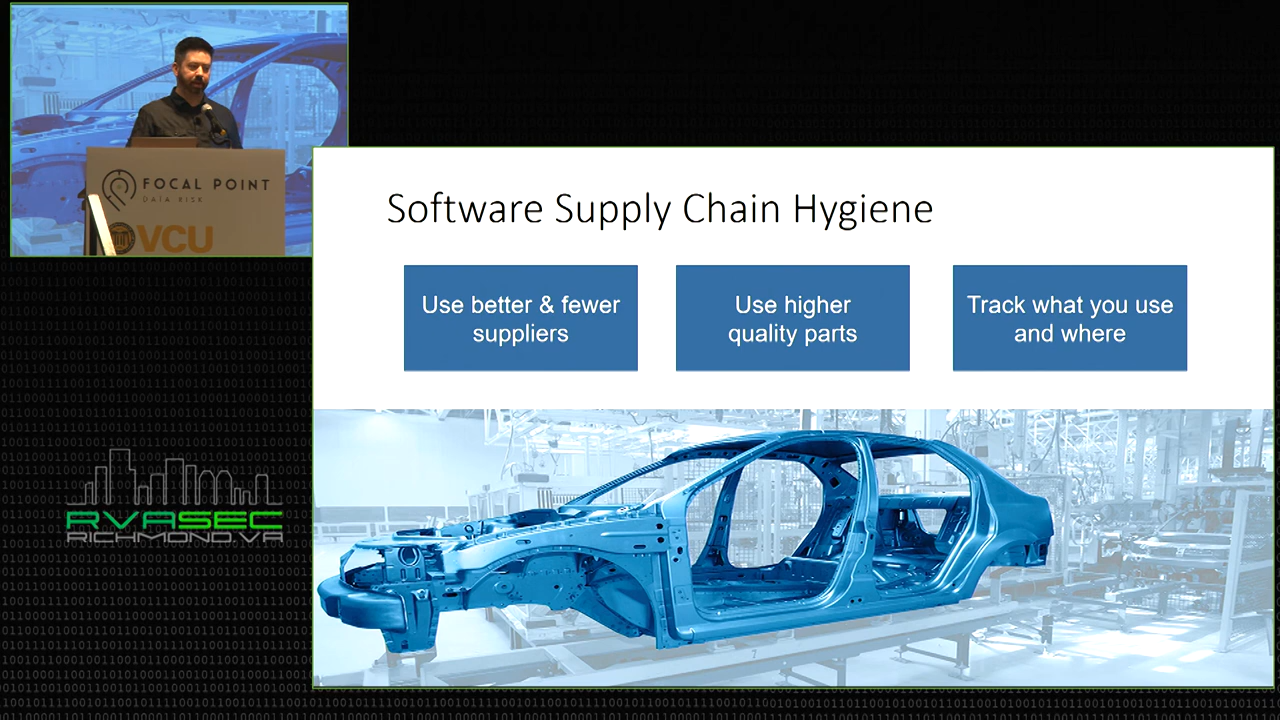 FOCAL POINT
DATA RISK
VCU
Software Supply Chain Hygiene
Use better & fewer
suppliers
Use higher
quality parts
Track what you use
and where
7
RVASEC
RICHMOND VA